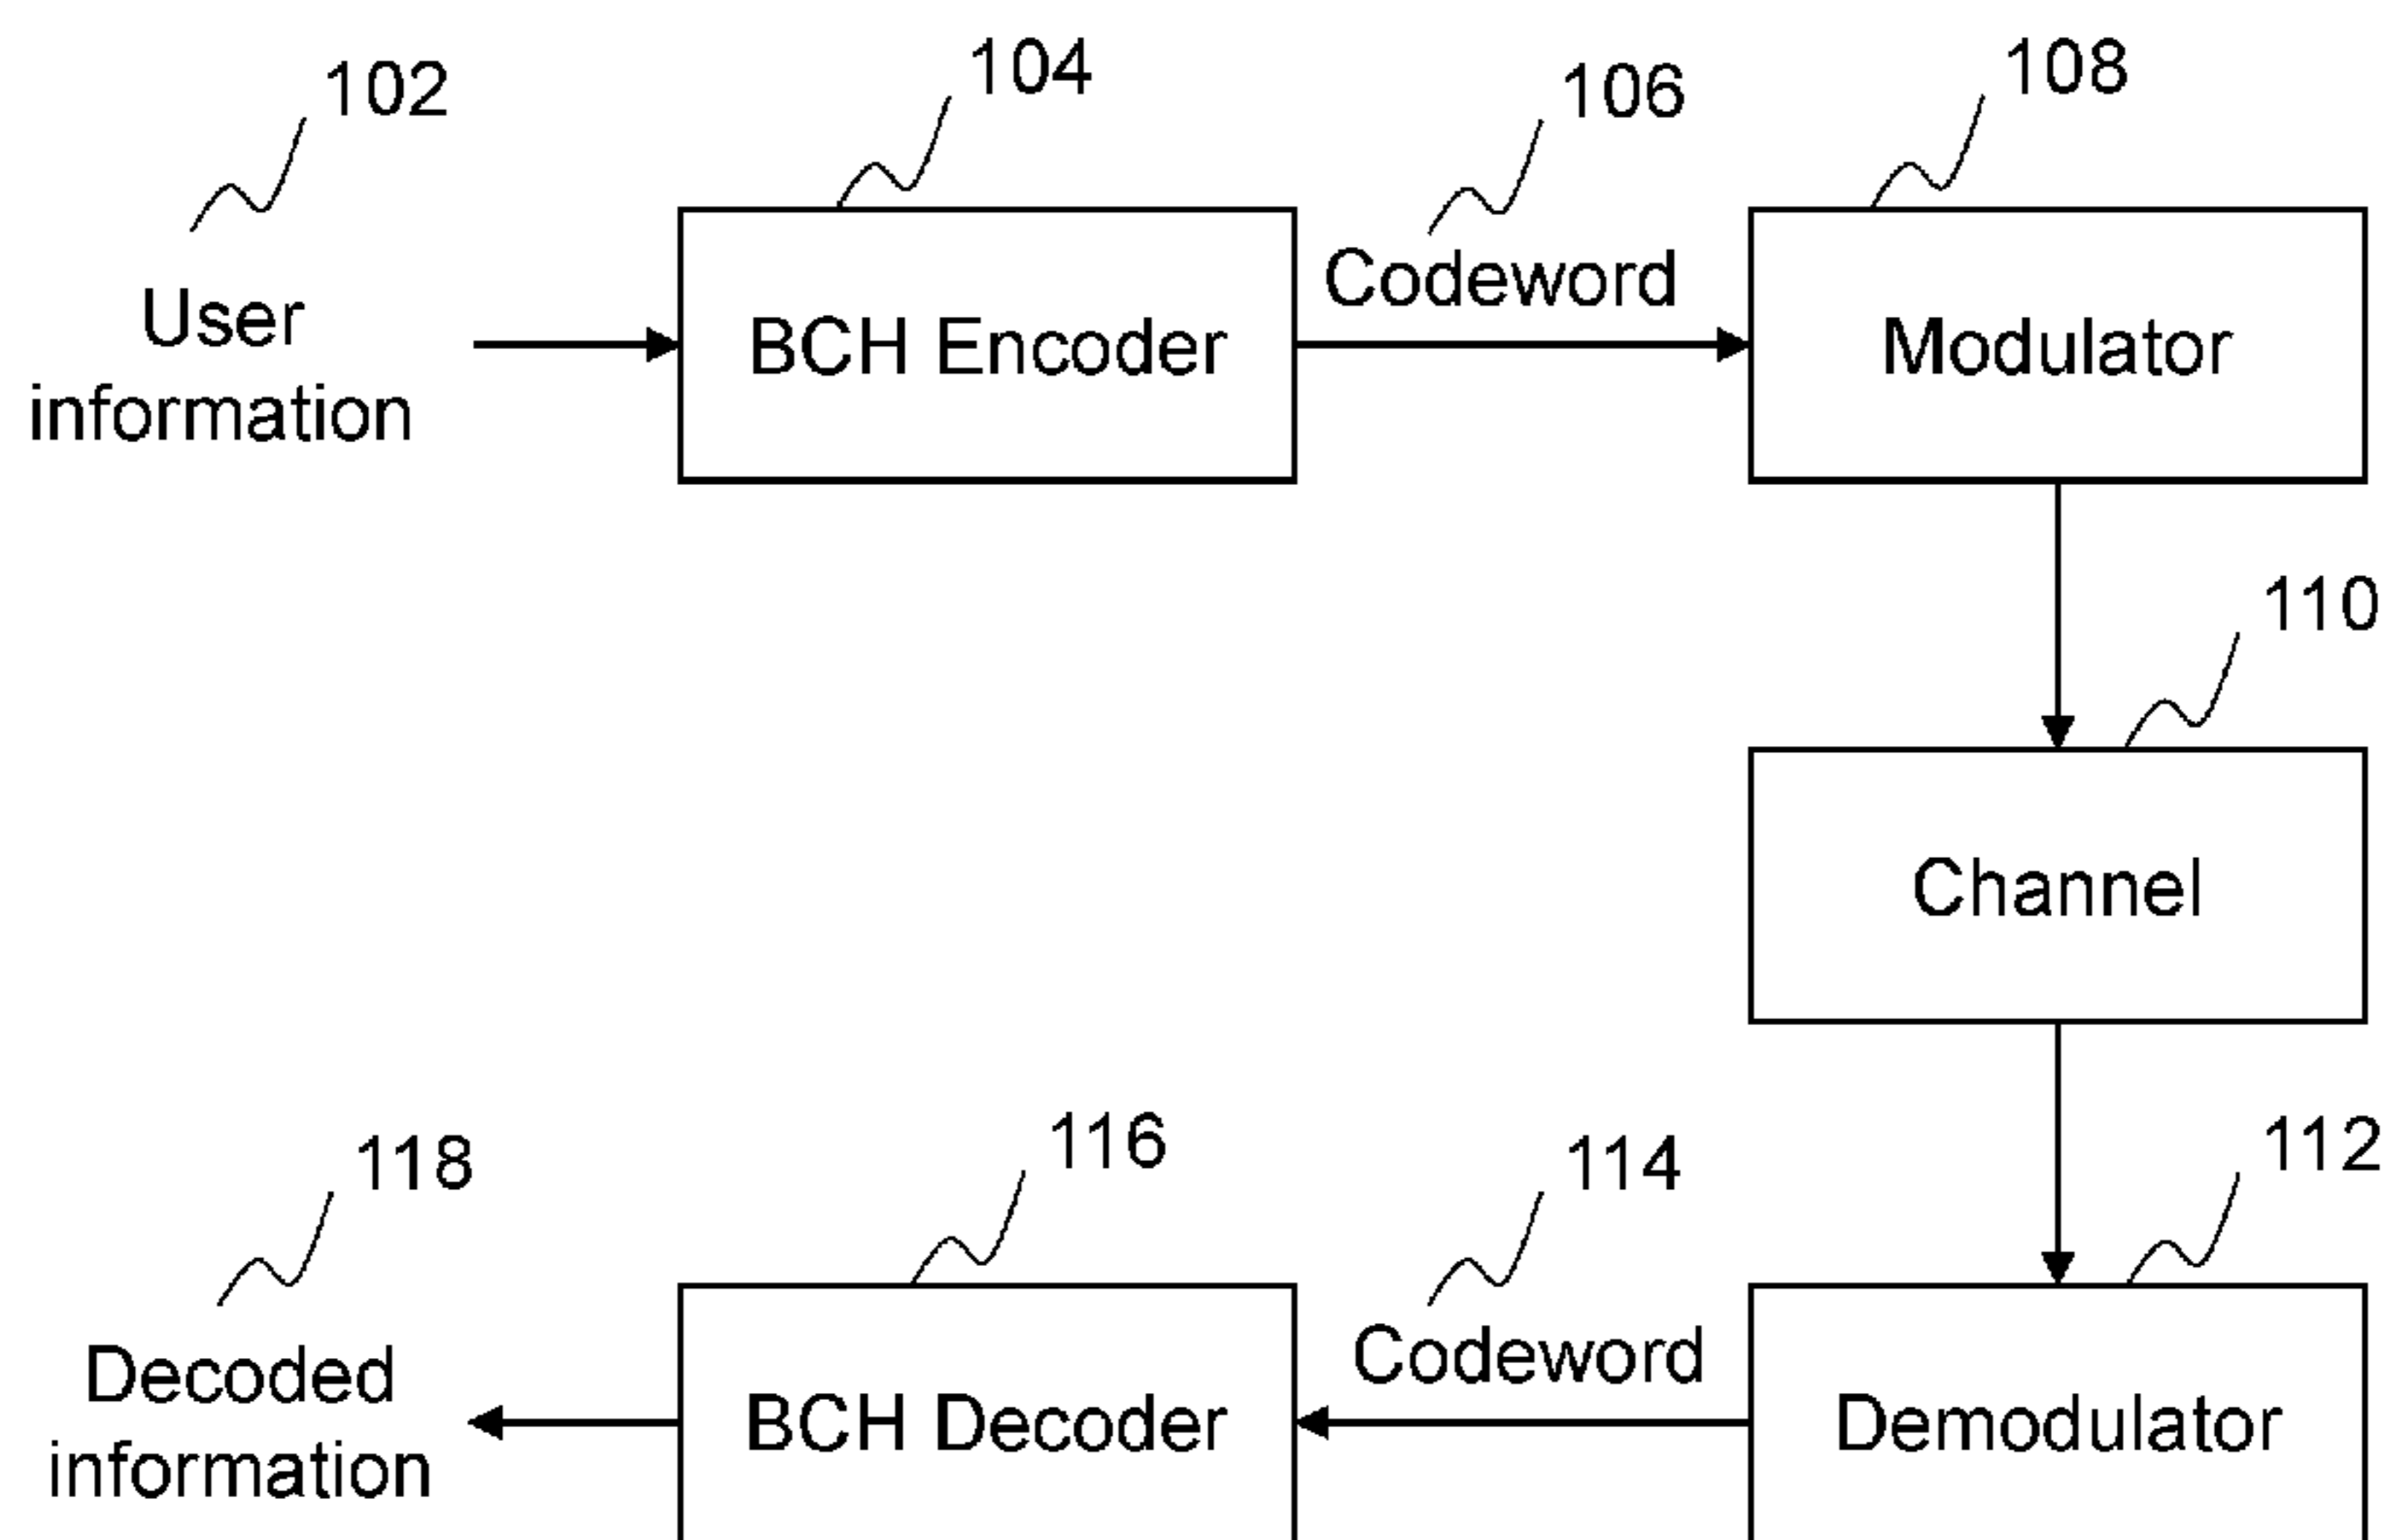 102
104
106
108
User
information
BCH Encoder
Codeword
Modulator
110
Channel
112
118
116
114
Decoded
information
BCH Decoder
Codeword
Demodulator